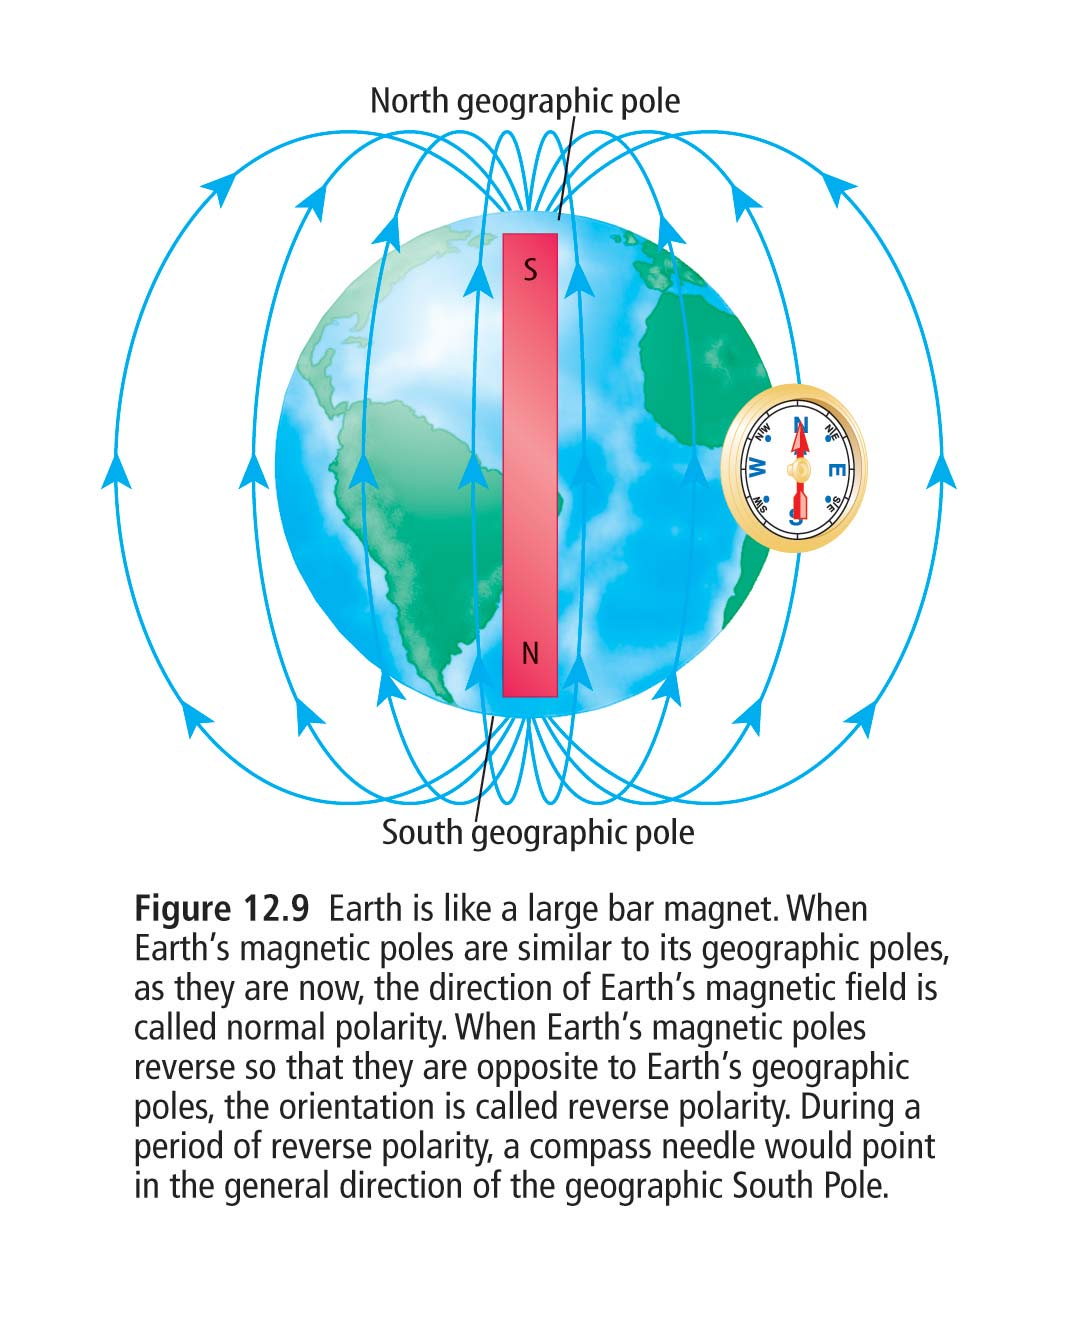 North geographic pole
S
N
N
NW
NE
W
E
SW
SE
S
South geographic pole
Figure 12.9 Earth is like a large bar magnet. When
Earth's magnetic poles are similar to its geographic poles,
as they are now, the direction of Earth's magnetic field is
called normal polarity. When Earth's magnetic poles
reverse so that they are opposite to Earth's geographic
poles, the orientation is called reverse polarity. During a
period of reverse polarity, a compass needle would point
in the general direction of the geographic South Pole.